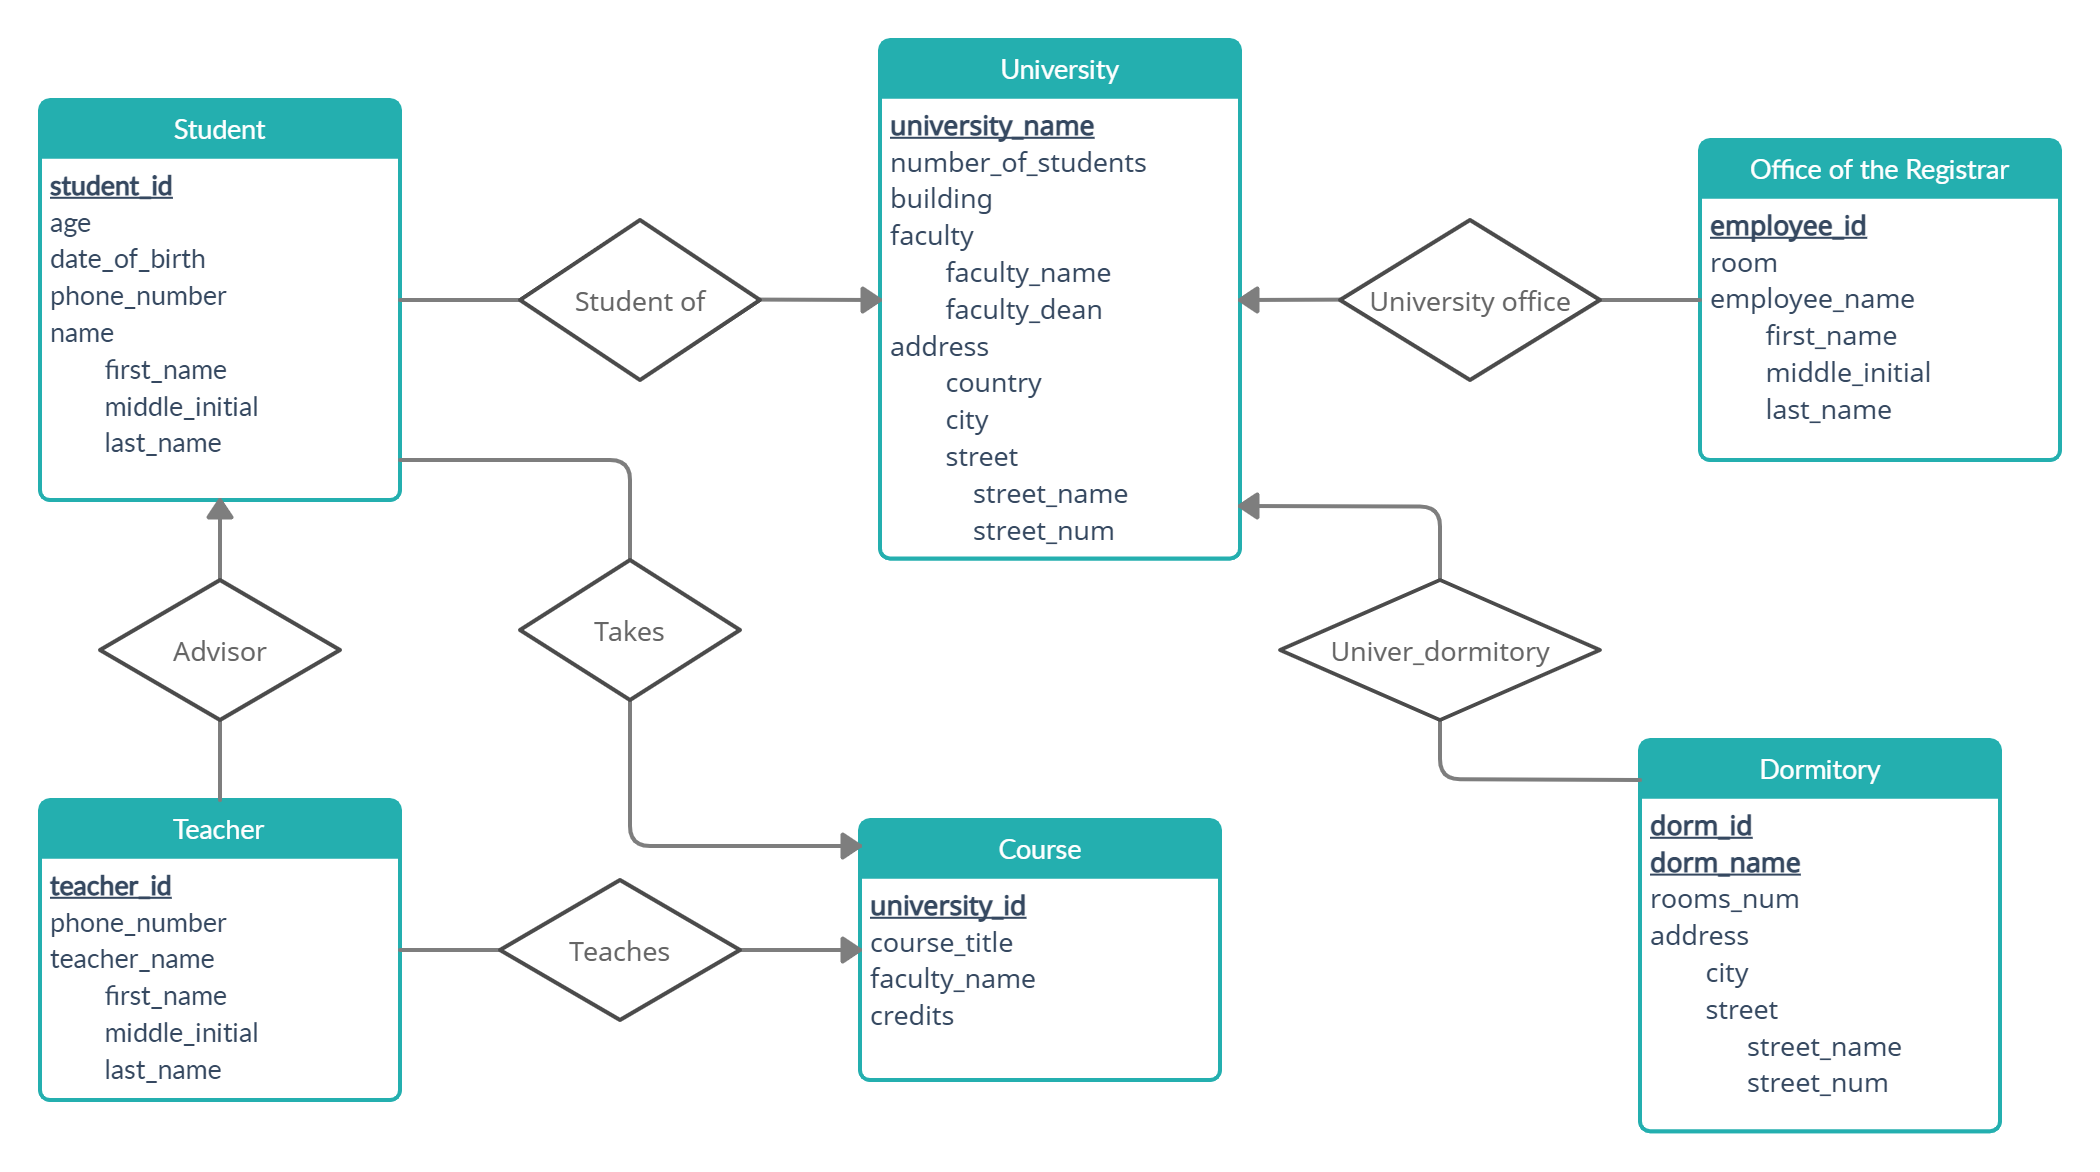 University
university_name
number_of_students
building
faculty
faculty_name
faculty_dean
address
country
city
street
street_name
street_num
Student
student_id
age
date_of_birth
phone_number
name
first_name
middle_initial
last_name
Student of
University office
Office of the Registrar
employee_id
room
employee_name
first_name
middle_initial
last_name
Advisor
Takes
Univer_dormitory
Teacher
teacher_id
phone_number
teacher_name
first_name
middle_initial
last_name
Teaches
Course
university_id
course_title
faculty_name
credits
Dormitory
dorm_id
dorm_name
rooms_num
address
city
street
street_name
street_num